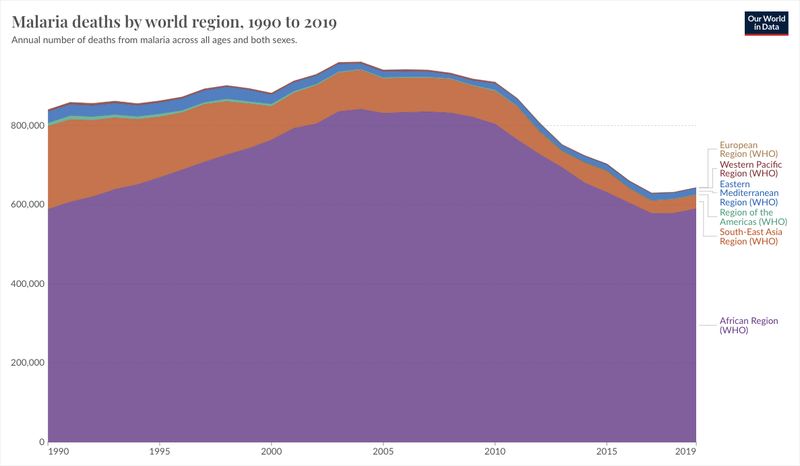 Malaria deaths by world region, 1990 to 2019
Annual number of deaths from malaria across all ages and both sexes.
Our World
in Data
800,000
600,000
400,000
200,000
0
1990
1995
2000
2005
2010
2015
2019
European
Region (WHO)
Western Pacific
Region (WHO)
Eastern
Mediterranean
Region (WHO)
Region of the
Americas (WHO)
South-East Asia
Region (WHO)
African Region
(WHO)